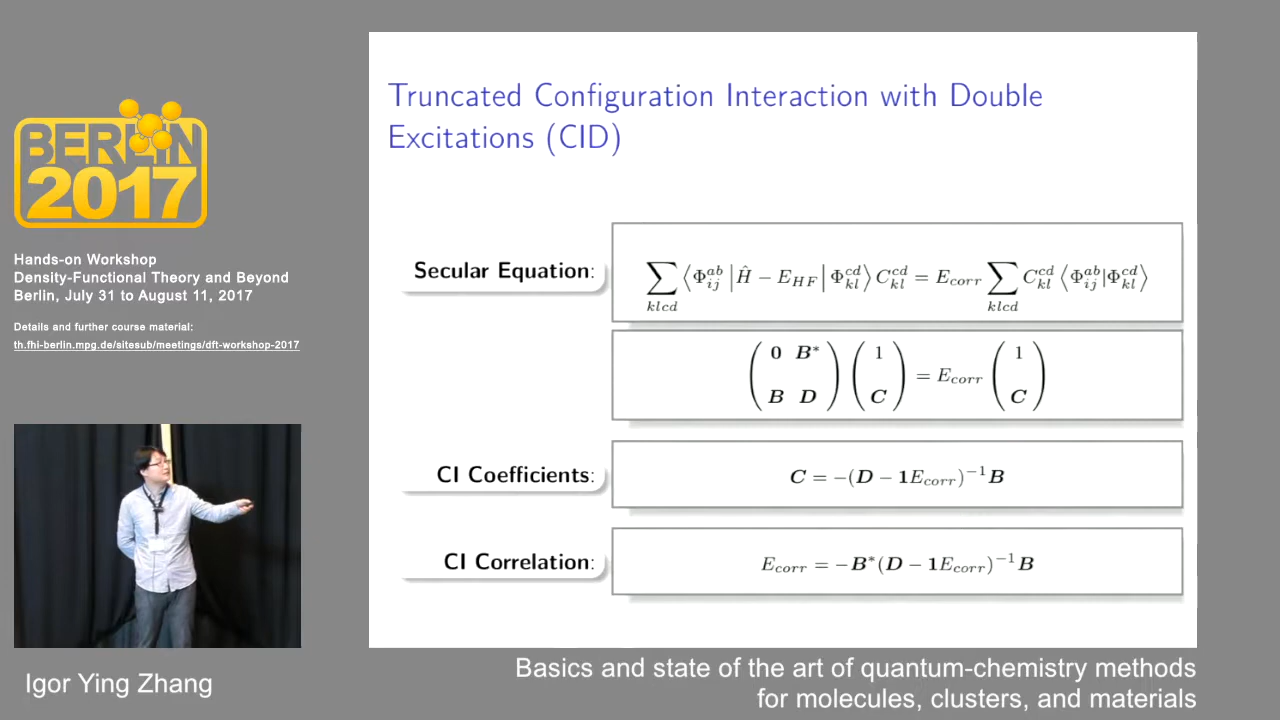 BERLIN
2017
Hands-on Workshop
Density-Functional Theory and Beyond
Berlin, July 31 to August 11, 2017
Details and further course material:
th.fhi-berlin.mpg.de/sitesub/meetings/dft-workshop-2017
Igor Ying Zhang
Truncated Configuration Interaction with Double
Excitations (CID)
Secular Equation:
∑_{klcd} ⟨Φ_{ij}^{ab} |Ĥ − E_{HF}| Φ_{kl}^{cd}⟩ C_{kl}^{cd} = E_{corr} ∑_{klcd} C_{kl}^{cd} ⟨Φ_{ij}^{ab}|Φ_{kl}^{cd}⟩
( 0 B* ; B D ) ( 1 ; C ) = E_{corr} ( 1 ; C )
CI Coefficients:
C = −(D − 1E_{corr})^{−1}B
CI Correlation:
E_{corr} = −B*(D − 1E_{corr})^{−1}B
Basics and state of the art of quantum-chemistry methods
for molecules, clusters, and materials